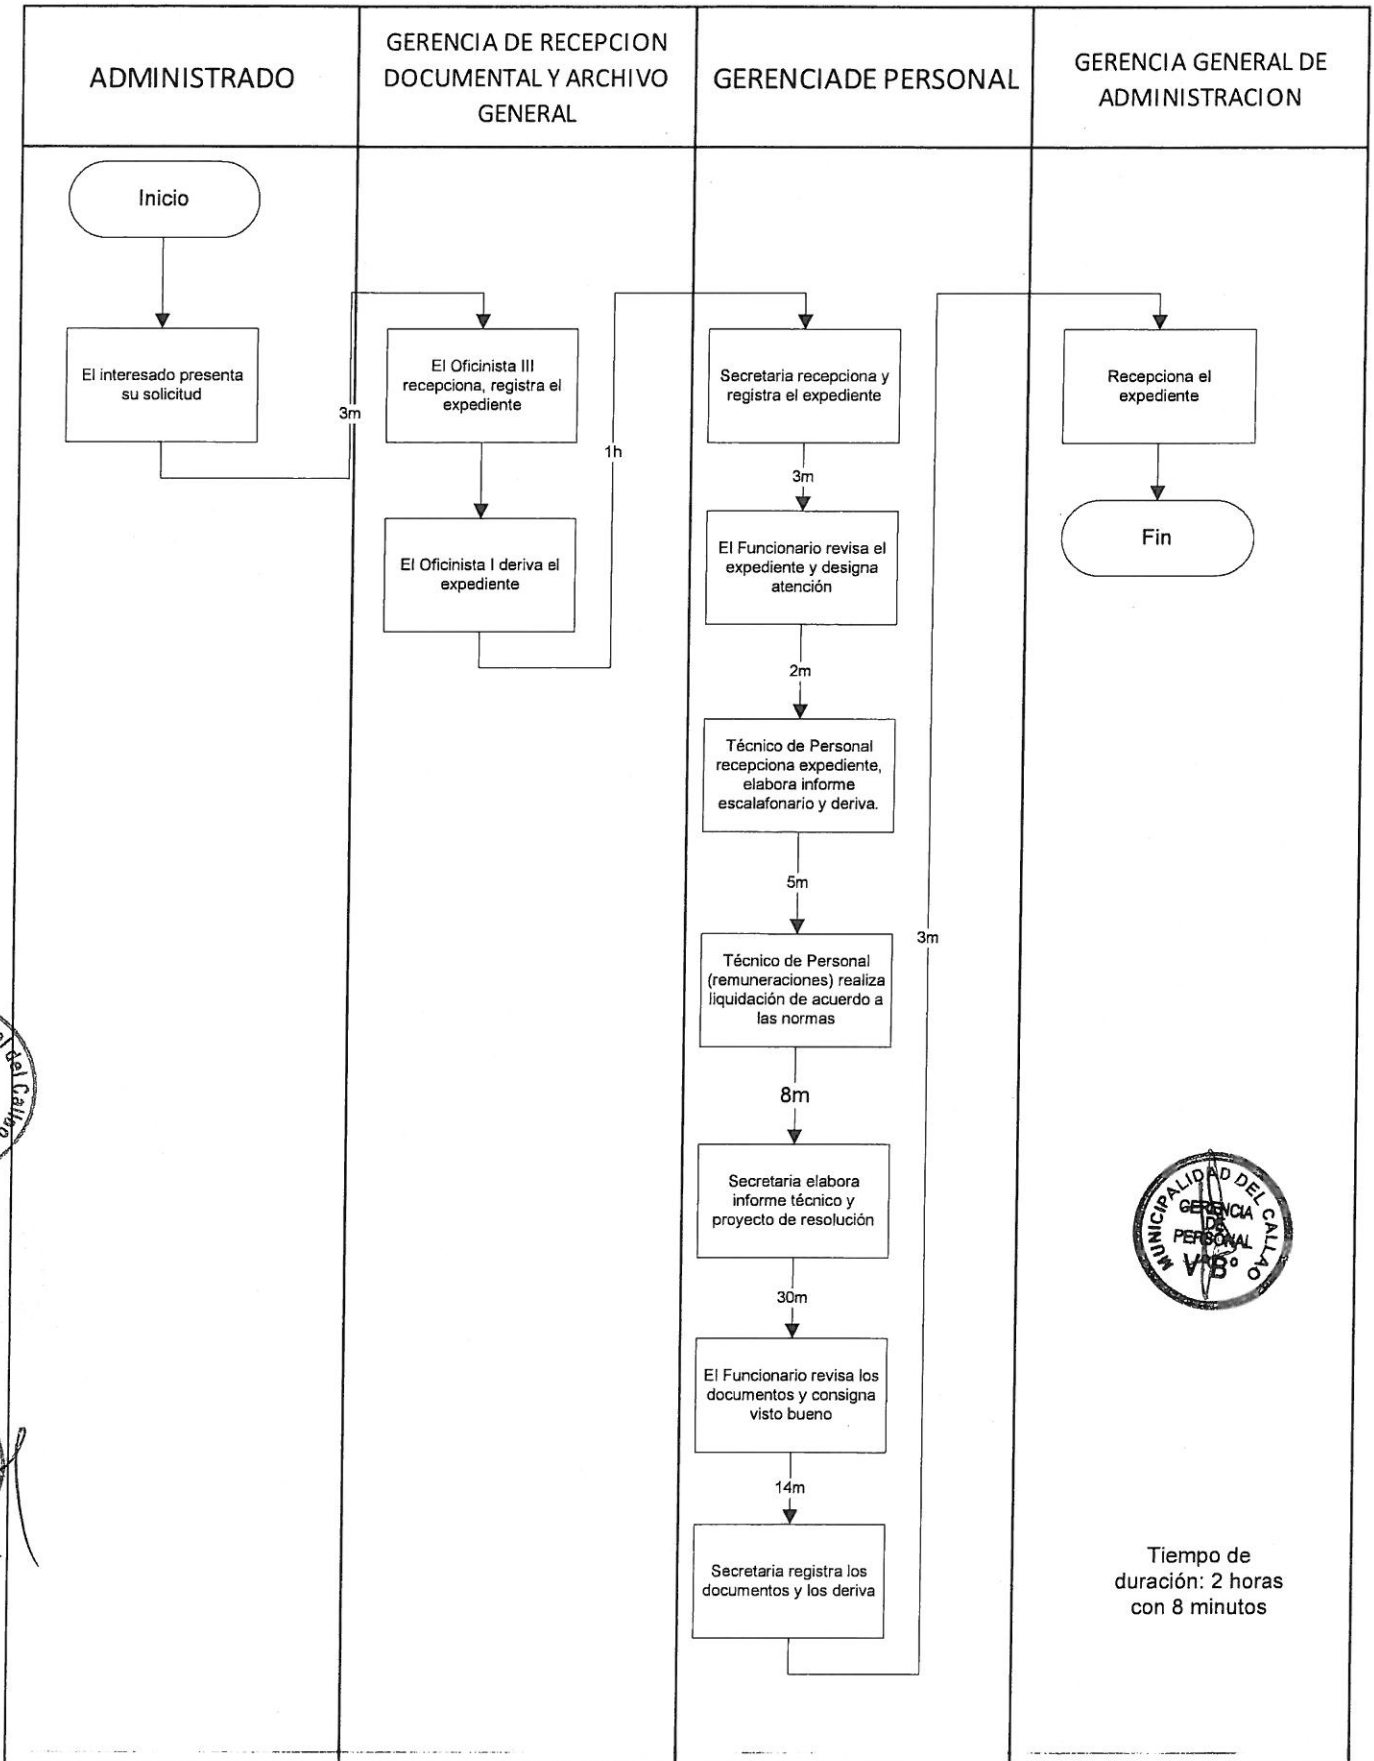 ADMINISTRADO
GERENCIA DE RECEPCION
DOCUMENTAL Y ARCHIVO
GENERAL
GERENCIADE PERSONAL
GERENCIA GENERAL DE
ADMINISTRACION
Inicio
El interesado presenta
su solicitud
3m
El Oficinista III
recepciona, registra el
expediente
El Oficinista I deriva el
expediente
1h
Secretaria recepciona y
registra el expediente
3m
El Funcionario revisa el
expediente y designa
atención
2m
Técnico de Personal
recepciona expediente,
elabora informe
escalafonario y deriva.
5m
Técnico de Personal
(remuneraciones) realiza
liquidación de acuerdo a
las normas
8m
Secretaria elabora
informe técnico y
proyecto de resolución
30m
El Funcionario revisa los
documentos y consigna
visto bueno
14m
Secretaria registra los
documentos y los deriva
3m
Recepciona el
expediente
Fin
MUNICIPALIDAD DEL CALLAO
GERENCIA
DE
PERSONAL
VºBº
Tiempo de
duración: 2 horas
con 8 minutos
del Callao